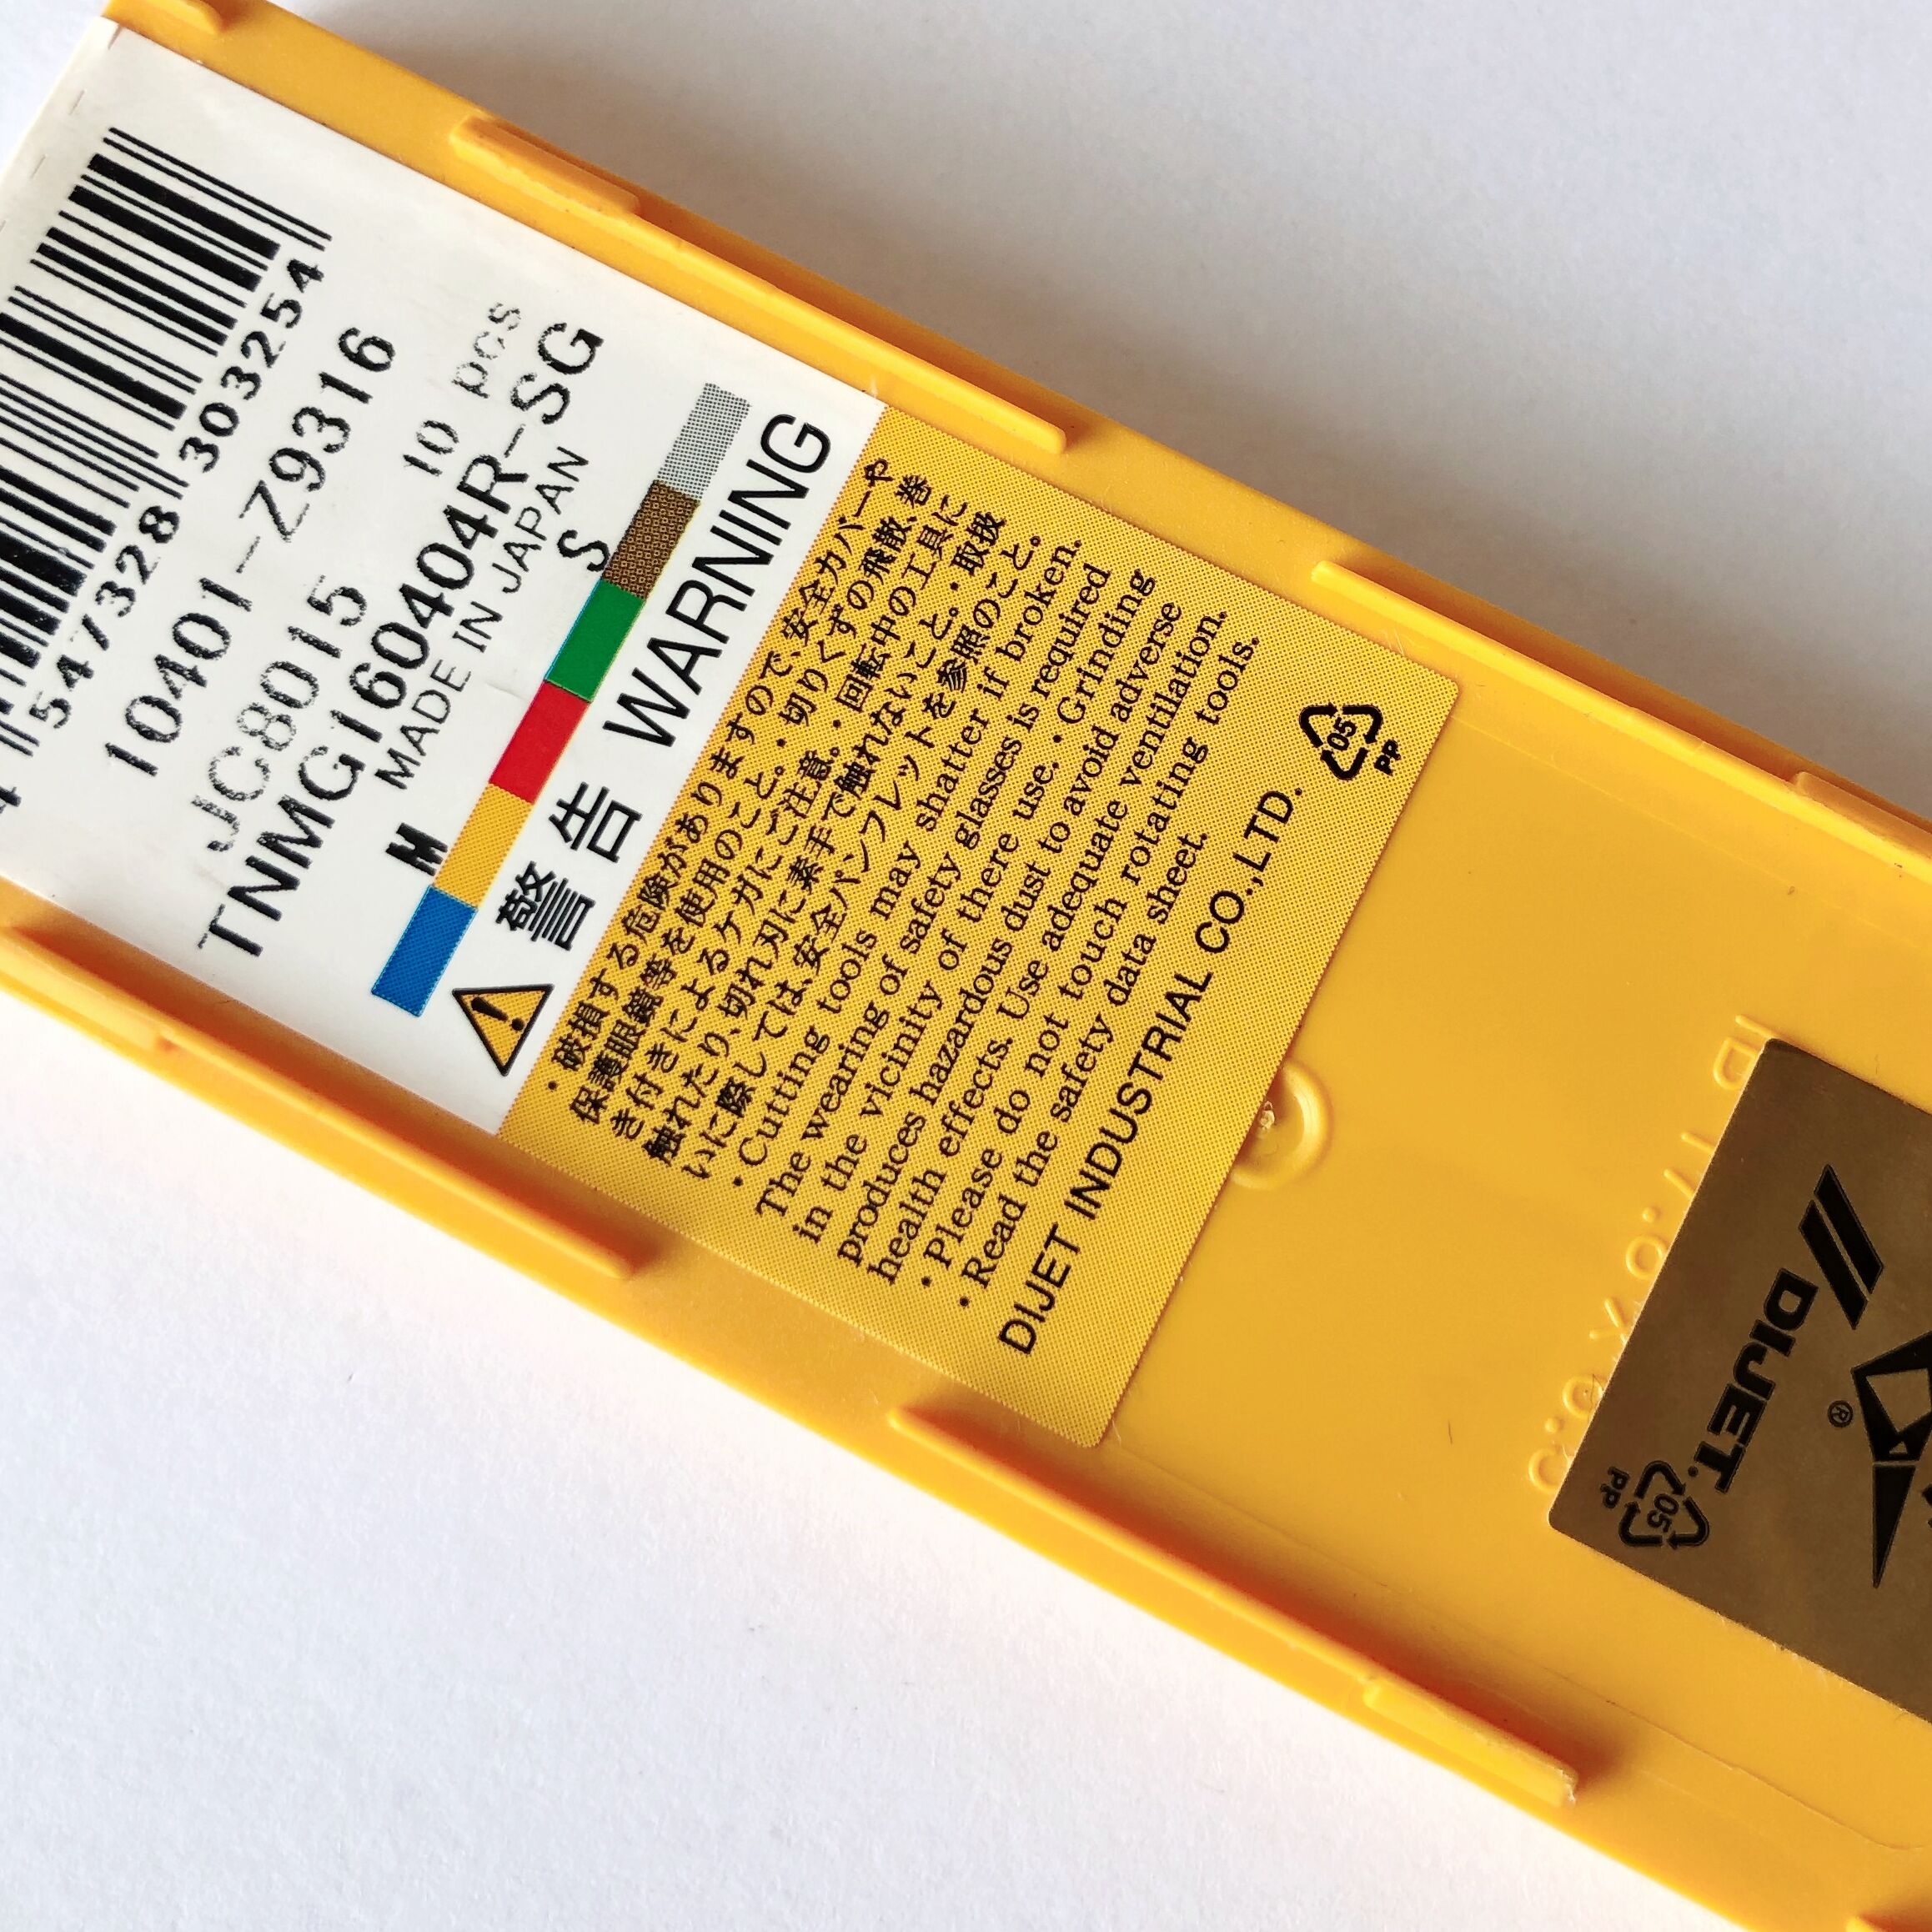 4 547328 303254
10401-Z9316
JC8015 10 pcs
TNMG160404R-SG
MADE IN JAPAN
M S
警告 WARNING
・破損する危険がありますので、安全カバーや
保護眼鏡等を使用のこと。・切りくずの飛散、巻
き付きによるケガにご注意。・回転中の工具に
触れたり、切れ刃に素手で触れないこと。・取扱
いに際しては、安全パンフレットを参照のこと。
・Cutting tools may shatter if broken.
The wearing of safety glasses is required
in the vicinity of there use. ・Grinding
produces hazardous dust to avoid adverse
health effects. Use adequate ventilation.
・Please do not touch rotating tools.
・Read the safety data sheet.
DIJET INDUSTRIAL CO.,LTD.
05
PP
DIJET.
®
05
PP